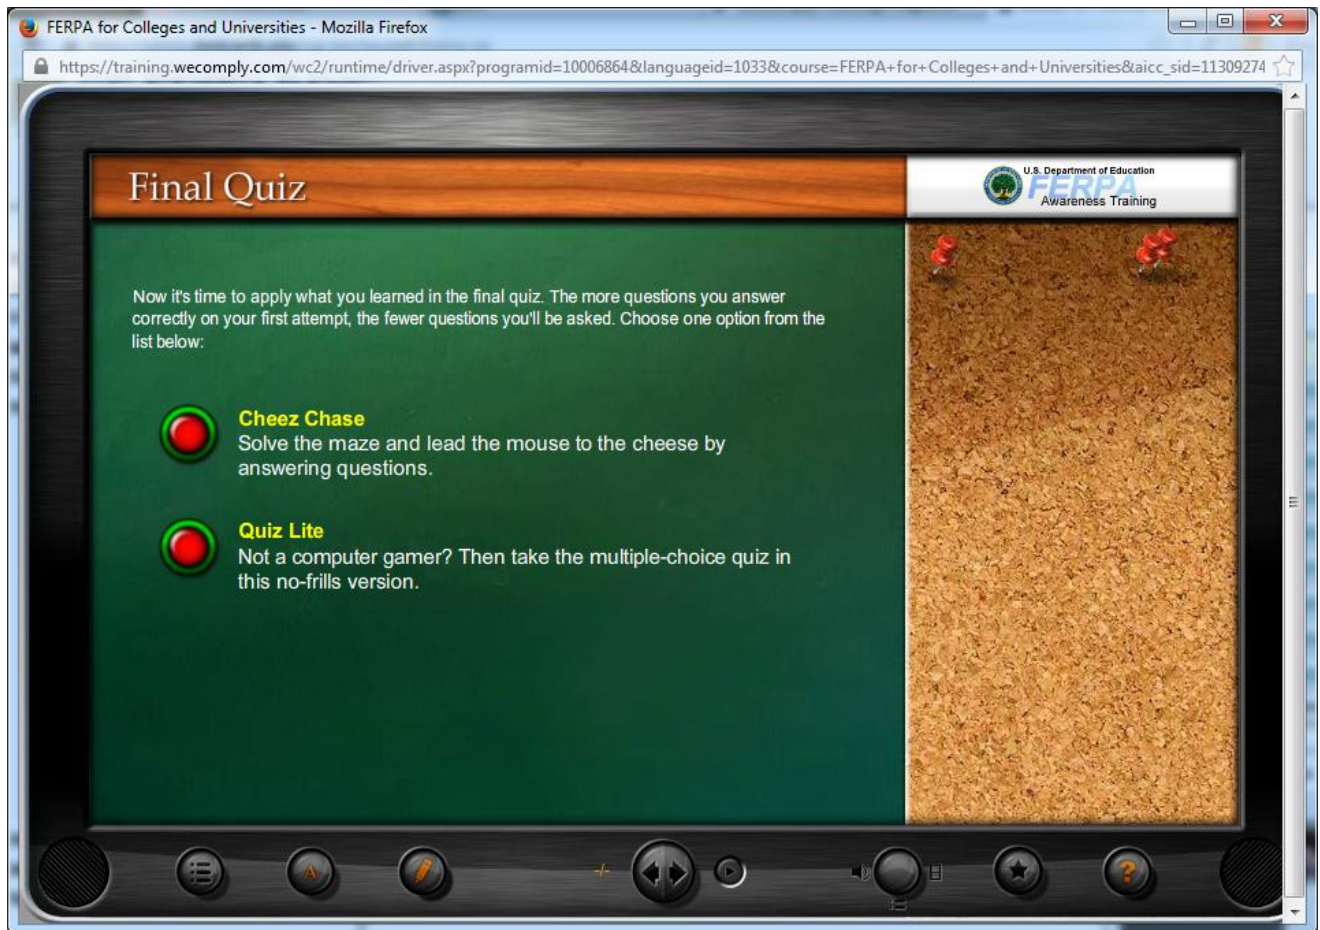 FERPA for Colleges and Universities - Mozilla Firefox
https://training.wecomply.com/wc2/runtime/driver.aspx?programid=10006864&languageid=1033&course=FERPA+for+Colleges+and+Universities&aicc_sid=11309274
Final Quiz
U.S. Department of Education
FERPA
Awareness Training
Now it's time to apply what you learned in the final quiz. The more questions you answer
correctly on your first attempt, the fewer questions you'll be asked. Choose one option from the
list below:
Cheez Chase
Solve the maze and lead the mouse to the cheese by
answering questions.
Quiz Lite
Not a computer gamer? Then take the multiple-choice quiz in
this no-frills version.
A
-/-
?